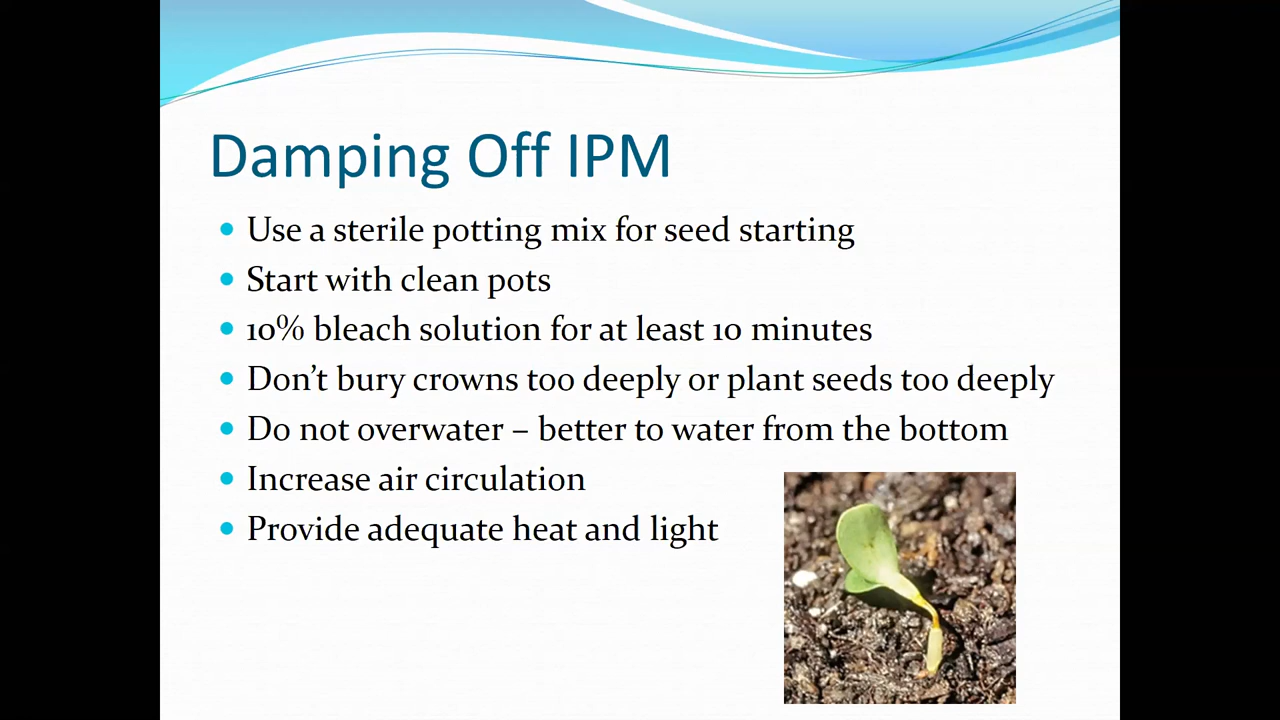 Damping Off IPM
• Use a sterile potting mix for seed starting
• Start with clean pots
• 10% bleach solution for at least 10 minutes
• Don’t bury crowns too deeply or plant seeds too deeply
• Do not overwater – better to water from the bottom
• Increase air circulation
• Provide adequate heat and light